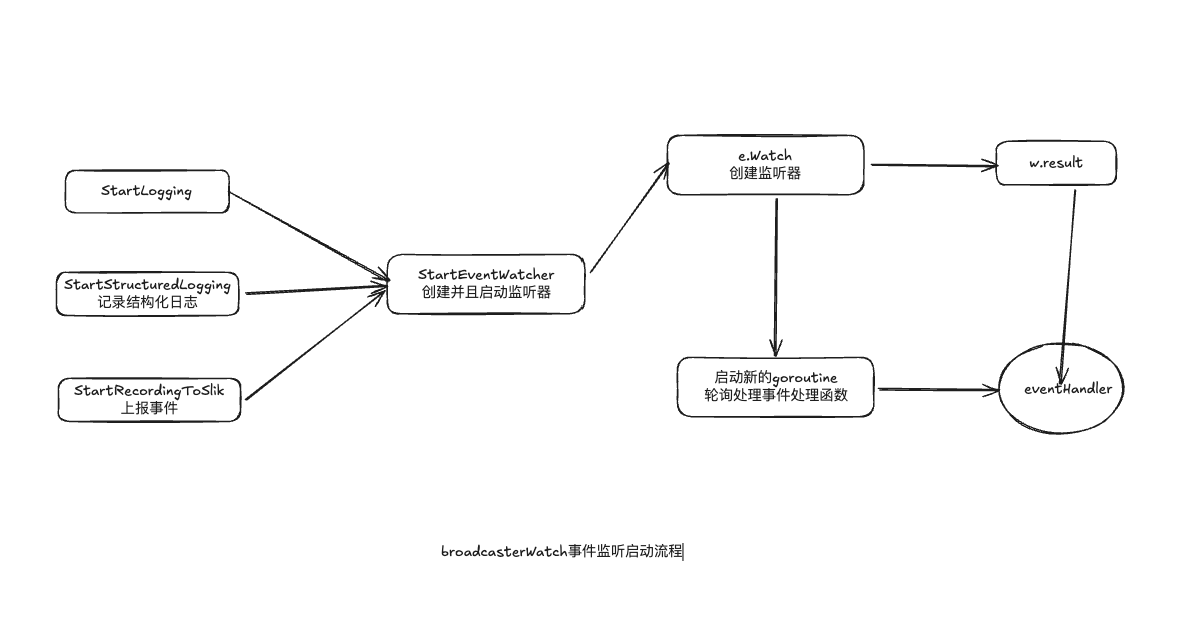 StartLogging
StartStructuredLogging
记录结构化日志
StartRecordingToSlik
上报事件
StartEventWatcher
创建并且启动监听器
e.Watch
创建监听器
w.result
启动新的goroutine
轮询处理事件处理函数
eventHandler
broadcasterWatch事件监听启动流程